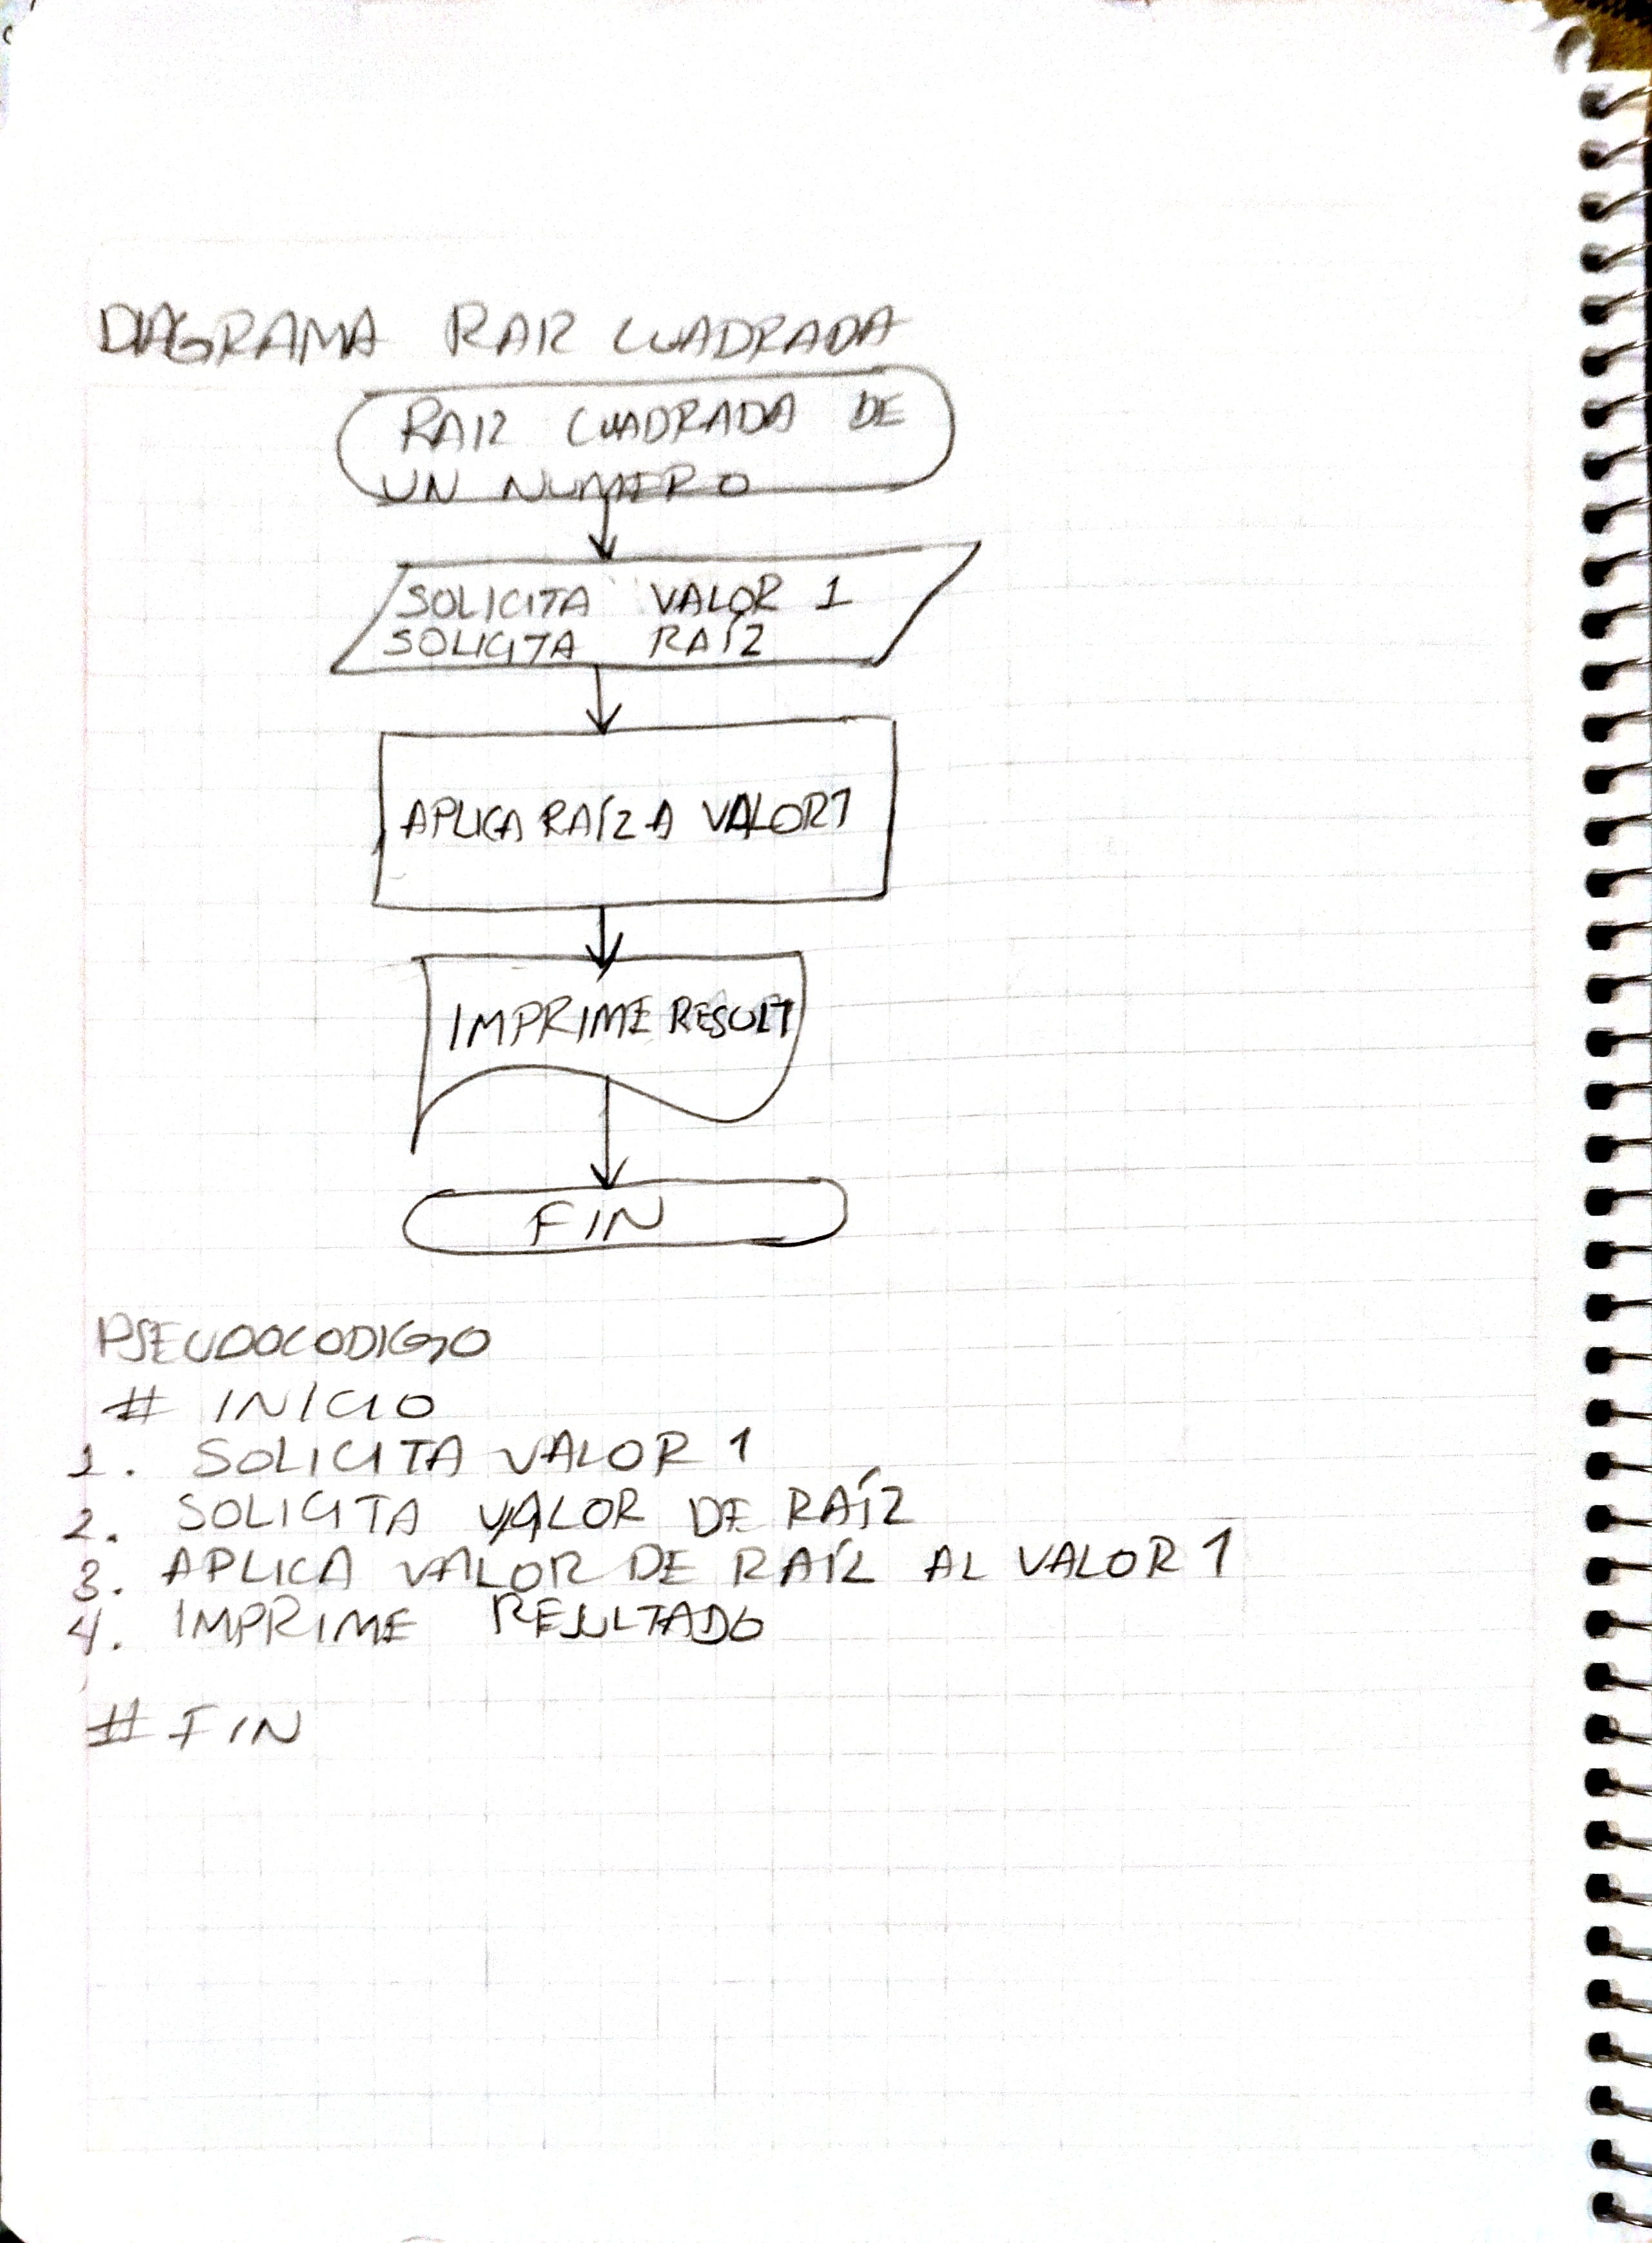 DIAGRAMA RAIZ CUADRADA
RAIZ CUADRADA DE
UN NUMERO
SOLICITA VALOR 1
SOLICITA RAÍZ
APLICA RAÍZ A VALOR 1
IMPRIME RESULT
FIN
PSEUDOCODIGO
# INICIO
1. SOLICITA VALOR 1
2. SOLICITA VALOR DE RAÍZ
3. APLICA VALOR DE RAÍZ AL VALOR 1
4. IMPRIME RESULTADO
# FIN